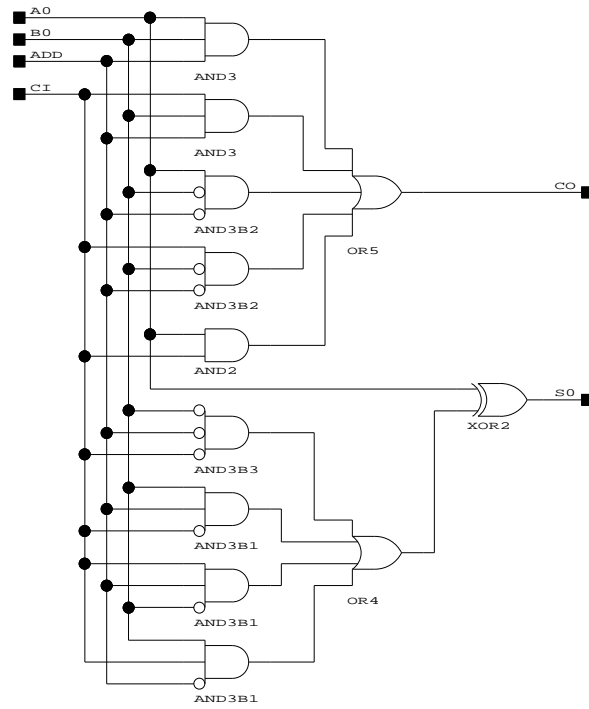 A0
B0
ADD
CI
AND3
AND3
AND3B2
AND3B2
AND2
OR5
CO
S0
XOR2
AND3B3
AND3B1
AND3B1
OR4
AND3B1